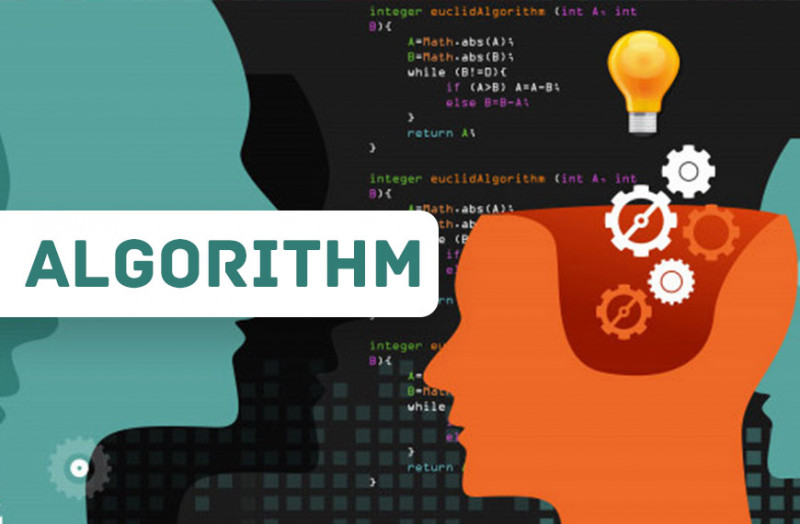 integer euclidAlgorithm (int A, int
B){
A=Math.abs(A);
B=Math.abs(B);
while (B!=0){
if (A>B) A=A-B;
else B=B-A;
}
return A;
}
integer euclidAlgorithm (int A, int
B){
A=Math.abs(A);
ALGORITHM
integer
B){
while
}
return
}